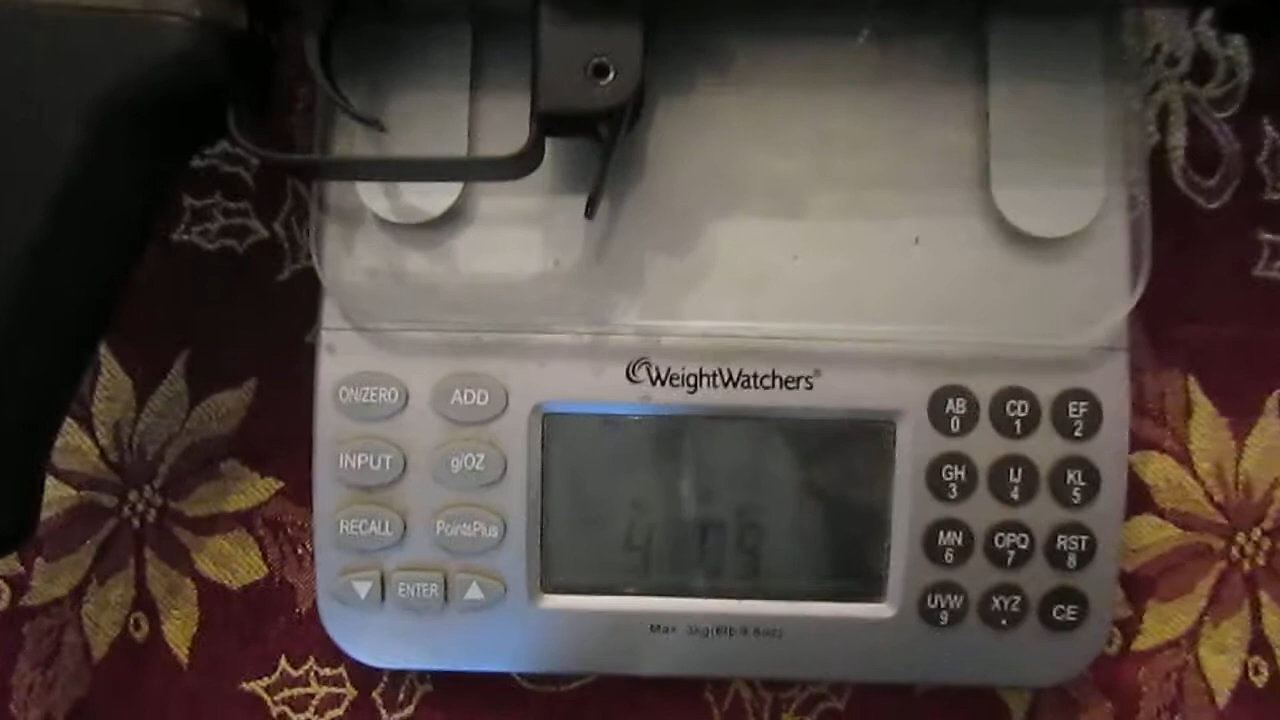 WeightWatchers®
ON/ZERO ADD
INPUT g/OZ
RECALL PointsPlus
▼ ENTER ▲
AB 0 CD 1 EF 2
GH 3 IJ 4 KL 5
MN 6 OPQ 7 RST 8
UVW 9 XYZ . CE